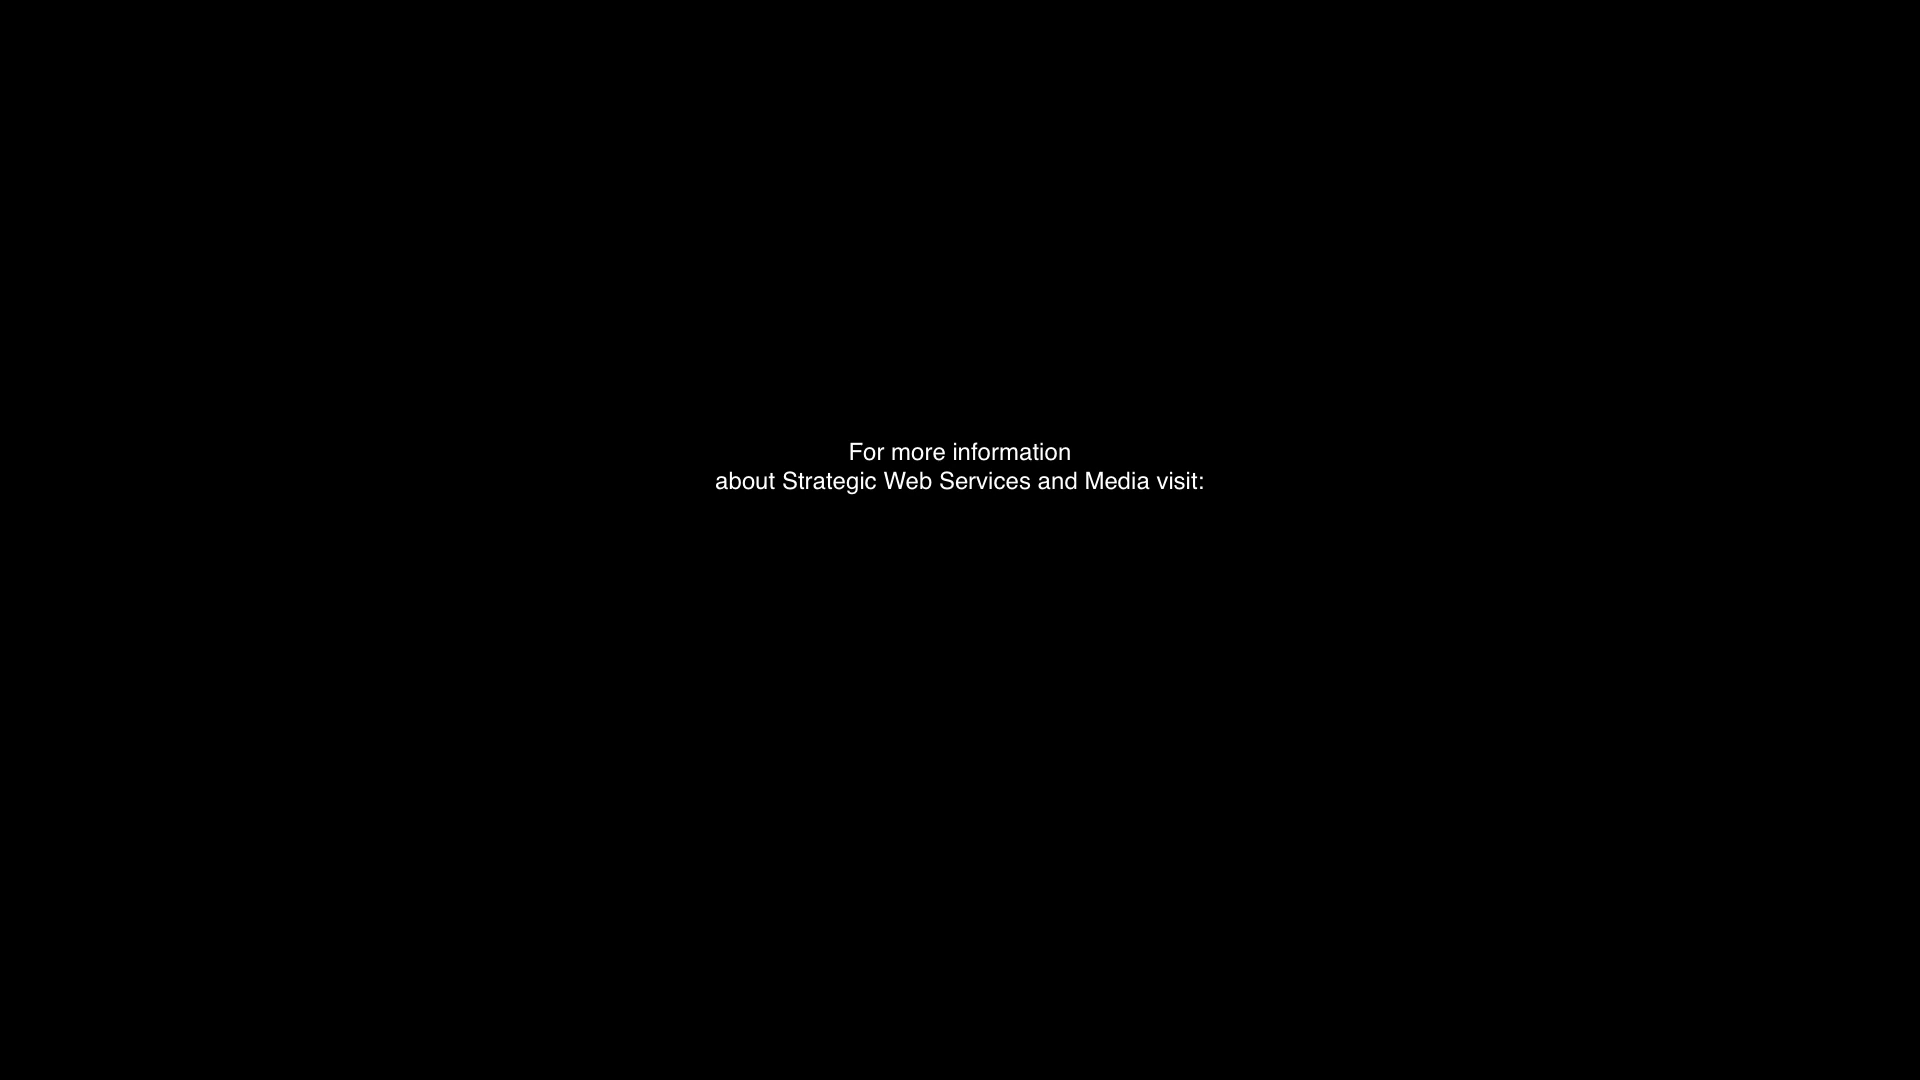 For more information
about Strategic Web Services and Media visit: